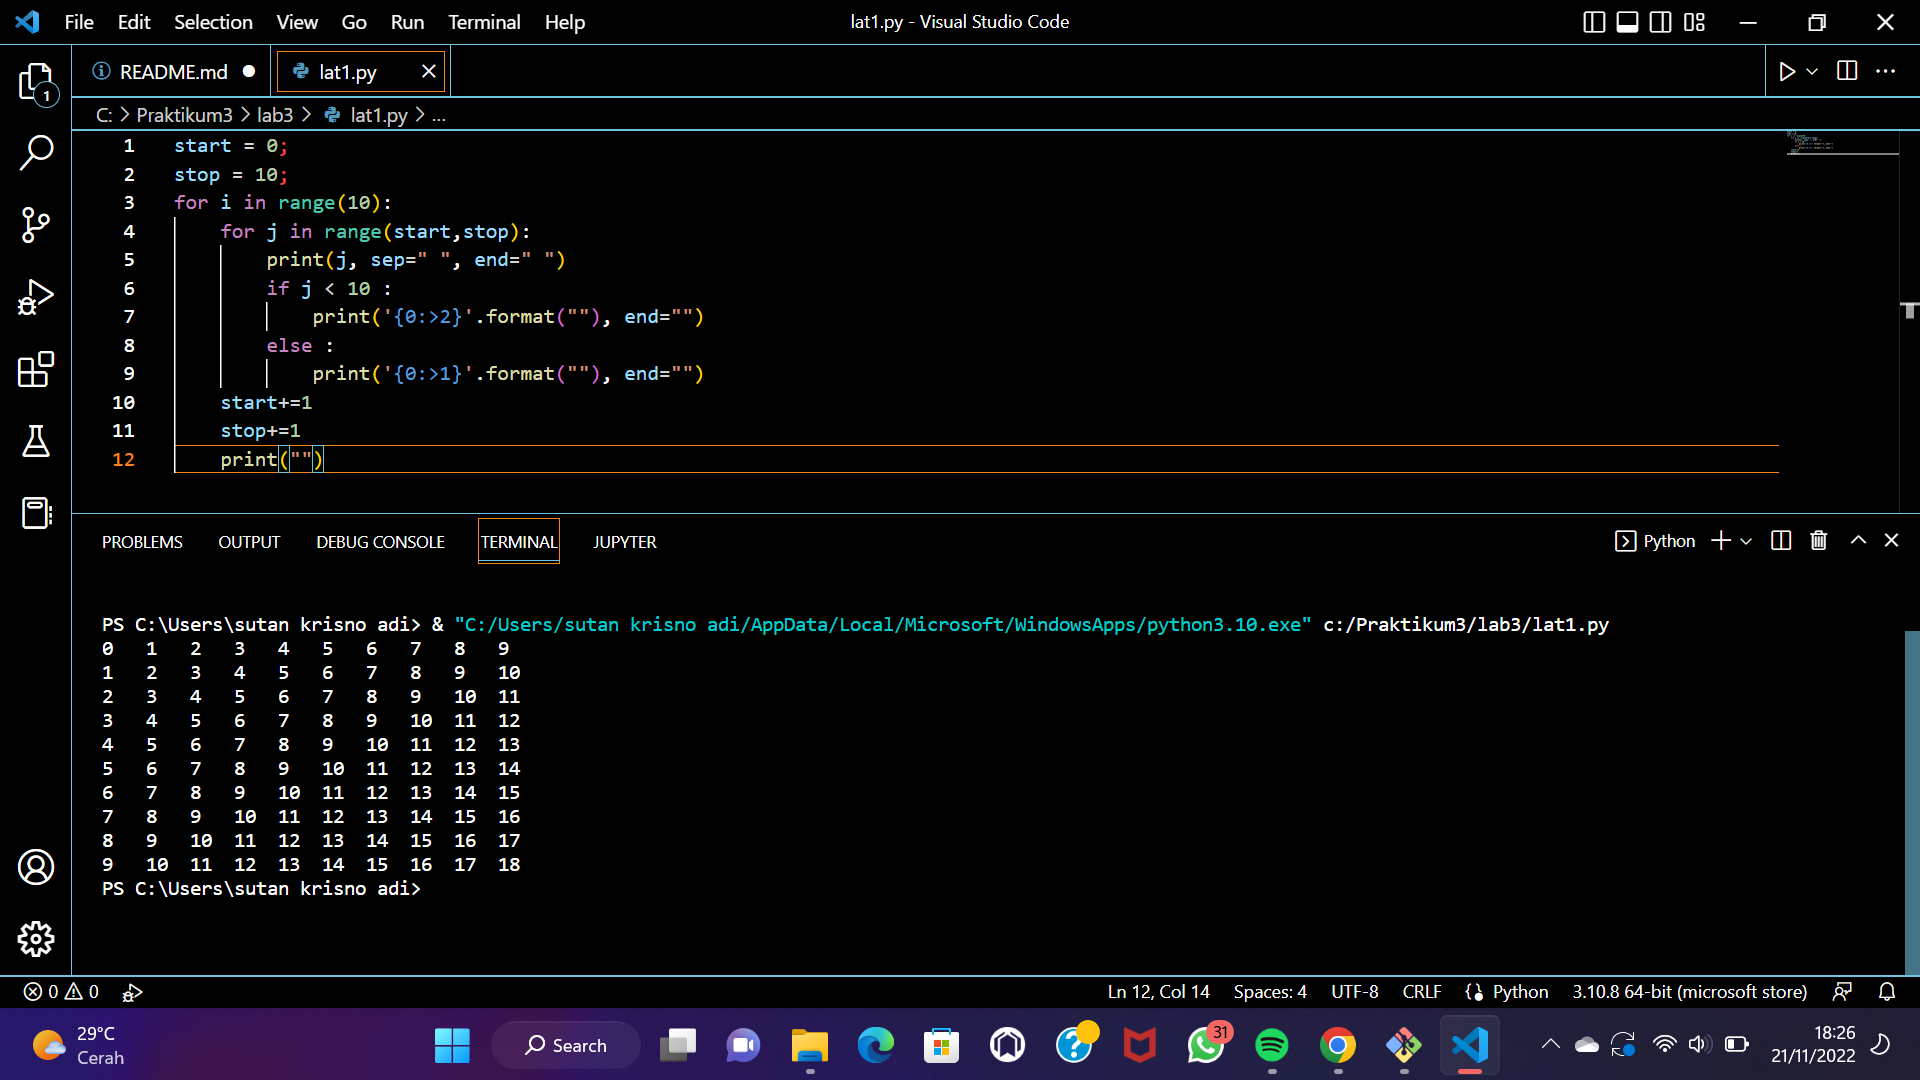 File Edit Selection View Go Run Terminal Help
lat1.py - Visual Studio Code
README.md
lat1.py
1
C: > Praktikum3 > lab3 > lat1.py > ...
1 start = 0;
2 stop = 10;
3 for i in range(10):
4 for j in range(start,stop):
5 print(j, sep=" ", end=" ")
6 if j < 10 :
7 print('{0:>2}'.format(""), end="")
8 else :
9 print('{0:>1}'.format(""), end="")
10 start+=1
11 stop+=1
12 print("")
PROBLEMS OUTPUT DEBUG CONSOLE TERMINAL JUPYTER
Python
PS C:\Users\sutan krisno adi> & "C:/Users/sutan krisno adi/AppData/Local/Microsoft/WindowsApps/python3.10.exe" c:/Praktikum3/lab3/lat1.py
0 1 2 3 4 5 6 7 8 9
1 2 3 4 5 6 7 8 9 10
2 3 4 5 6 7 8 9 10 11
3 4 5 6 7 8 9 10 11 12
4 5 6 7 8 9 10 11 12 13
5 6 7 8 9 10 11 12 13 14
6 7 8 9 10 11 12 13 14 15
7 8 9 10 11 12 13 14 15 16
8 9 10 11 12 13 14 15 16 17
9 10 11 12 13 14 15 16 17 18
PS C:\Users\sutan krisno adi>
0 0
Ln 12, Col 14 Spaces: 4 UTF-8 CRLF Python 3.10.8 64-bit (microsoft store)
29°C
Cerah
Search
31
18:26
21/11/2022